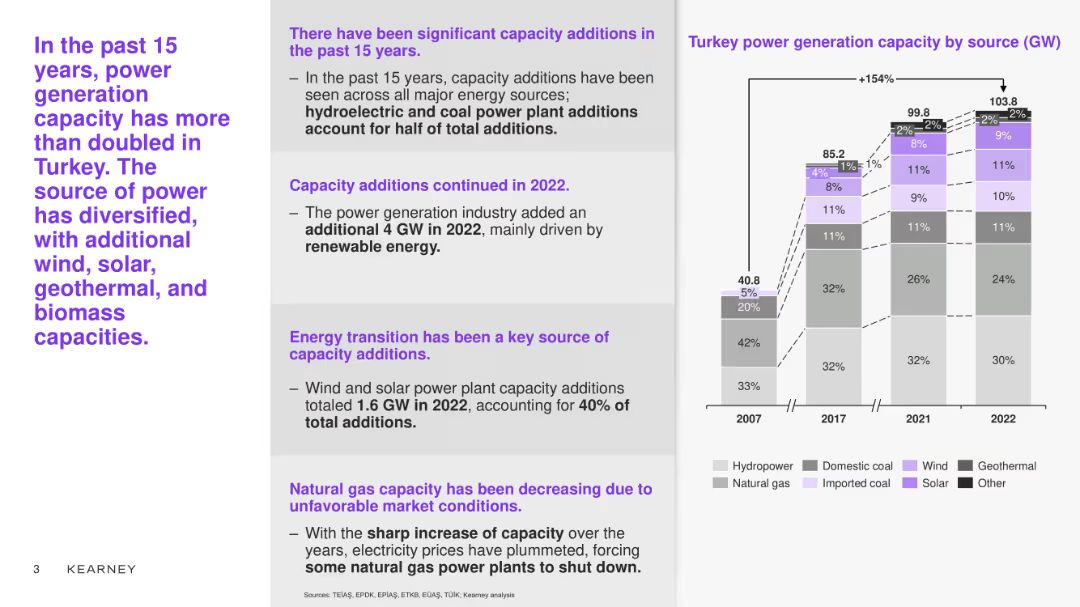 In the past 15
years, power
generation
capacity has more
than doubled in
Turkey. The
source of power
has diversified,
with additional
wind, solar,
geothermal, and
biomass
capacities.
There have been significant capacity additions in
the past 15 years.
– In the past 15 years, capacity additions have been
seen across all major energy sources;
hydroelectric and coal power plant additions
account for half of total additions.
Capacity additions continued in 2022.
– The power generation industry added an
additional 4 GW in 2022, mainly driven by
renewable energy.
Energy transition has been a key source of
capacity additions.
– Wind and solar power plant capacity additions
totaled 1.6 GW in 2022, accounting for 40% of
total additions.
Natural gas capacity has been decreasing due to
unfavorable market conditions.
– With the sharp increase of capacity over the
years, electricity prices have plummeted, forcing
some natural gas power plants to shut down.
Sources: TEİAŞ, EPDK, EPİAŞ, ETKB, EÜAŞ, TÜİK; Kearney analysis
Turkey power generation capacity by source (GW)
+154%
40.8
5%
20%
42%
33%
2007
85.2
1% 1%
4%
8%
11%
11%
32%
32%
2017
99.8
2% 2%
8%
11%
9%
11%
26%
32%
2021
103.8
2% 2%
9%
11%
10%
11%
24%
30%
2022
Hydropower Domestic coal Wind Geothermal
Natural gas Imported coal Solar Other
3 KEARNEY